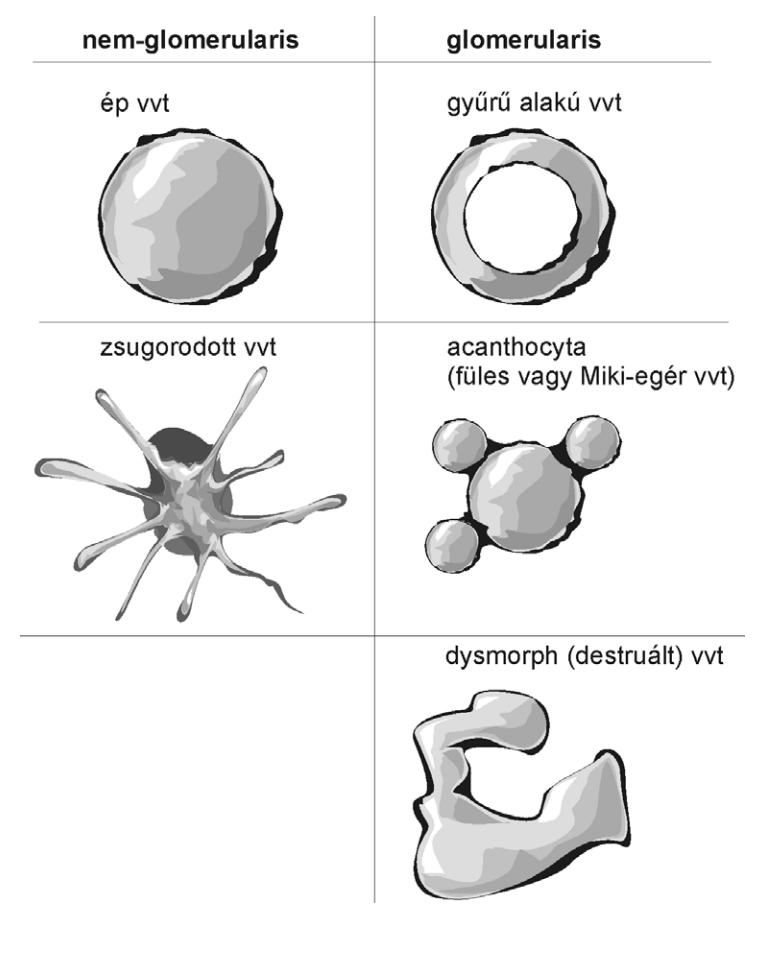 nem-glomerularis
glomerularis
ép vvt
gyűrű alakú vvt
zsugorodott vvt
acanthocyta
(füles vagy Miki-egér vvt)
dysmorph (destruált) vvt